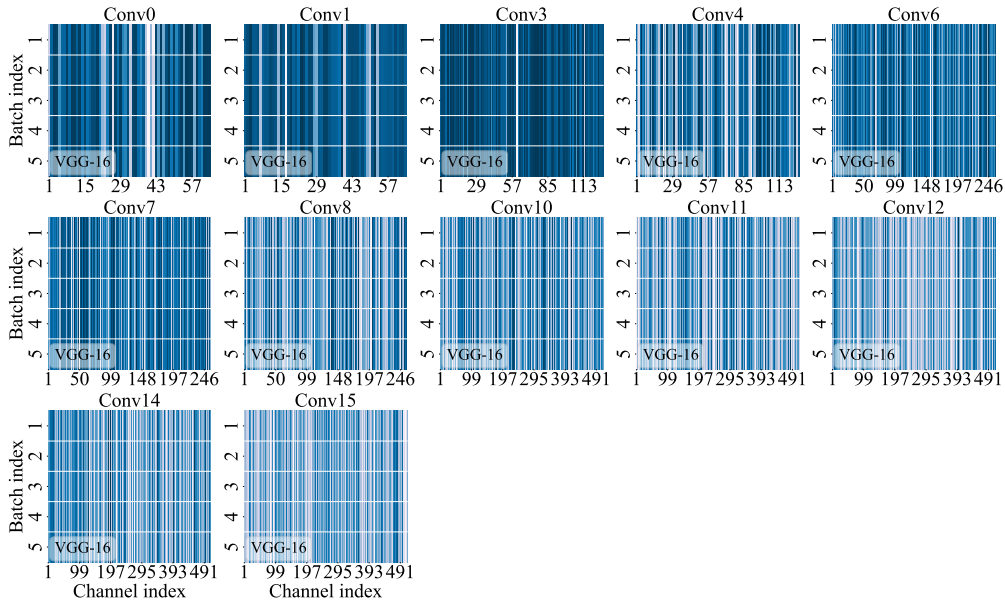 Conv0 Conv1 Conv3 Conv4 Conv6
Batch index
1 2 3 4 5
VGG-16 VGG-16 VGG-16 VGG-16 VGG-16
1 15 29 43 57 1 15 29 43 57 1 29 57 85 113 1 29 57 85 113 1 50 99 148 197 246
Conv7 Conv8 Conv10 Conv11 Conv12
Batch index
1 2 3 4 5
VGG-16 VGG-16 VGG-16 VGG-16 VGG-16
1 50 99 148 197 246 1 50 99 148 197 246 1 99 197 295 393 491 1 99 197 295 393 491 1 99 197 295 393 491
Conv14 Conv15
Batch index
1 2 3 4 5
VGG-16 VGG-16
1 99 197 295 393 491 1 99 197 295 393 491
Channel index Channel index